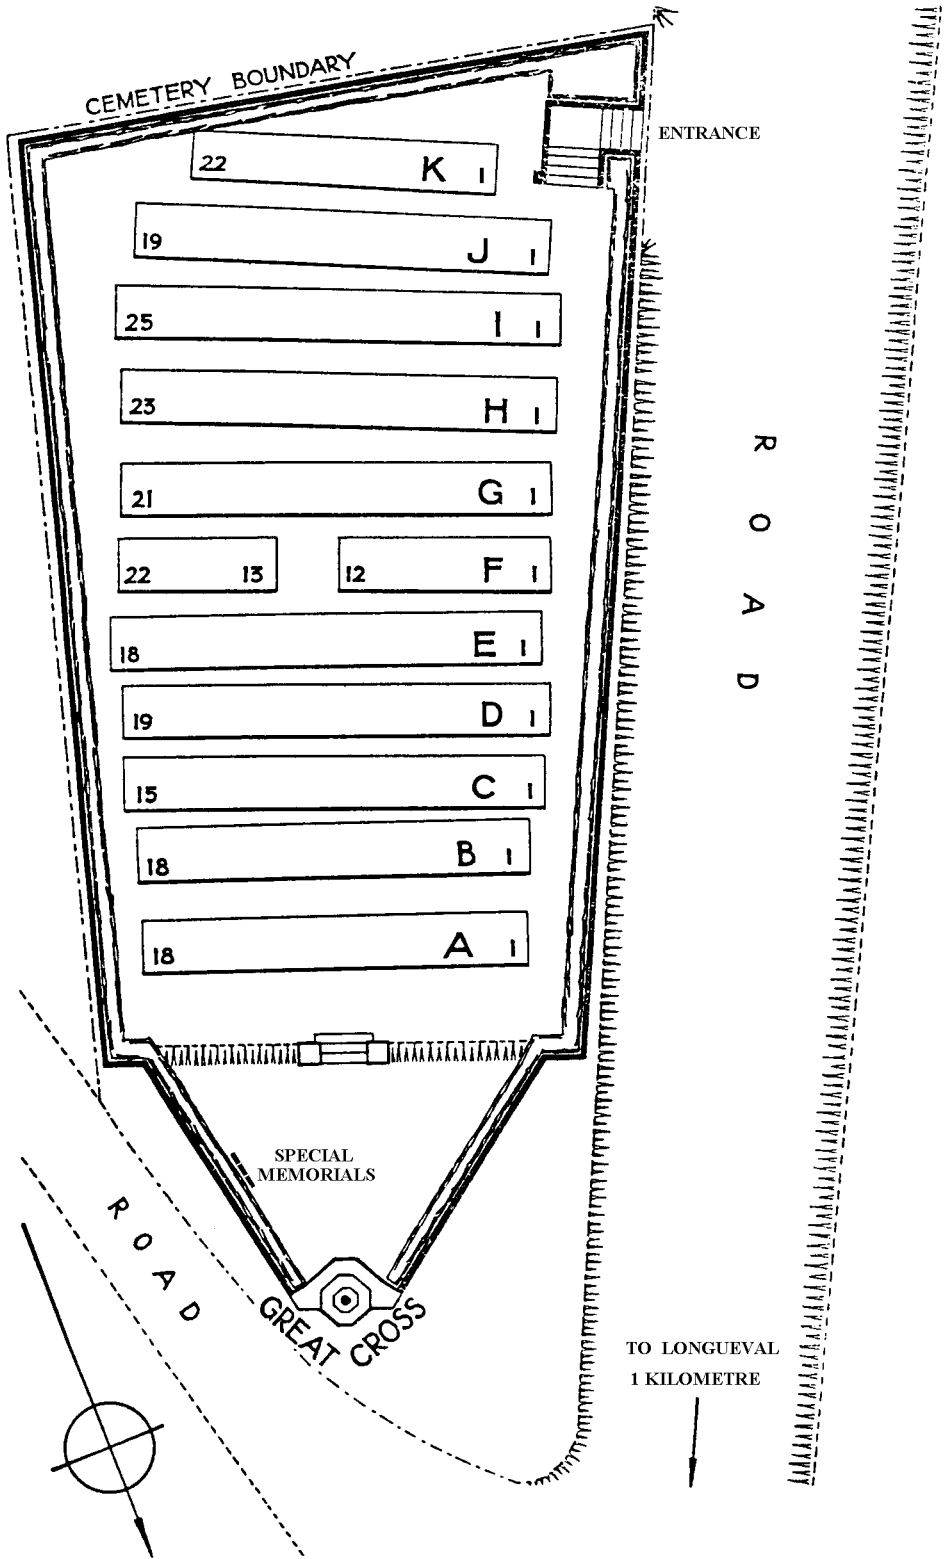 CEMETERY BOUNDARY
ENTRANCE
22 K 1
19 J 1
25 I 1
23 H 1
21 G 1
22 13 12 F 1
18 E 1
19 D 1
15 C 1
18 B 1
18 A 1
ROAD
SPECIAL
MEMORIALS
ROAD
GREAT CROSS
TO LONGUEVAL
1 KILOMETRE